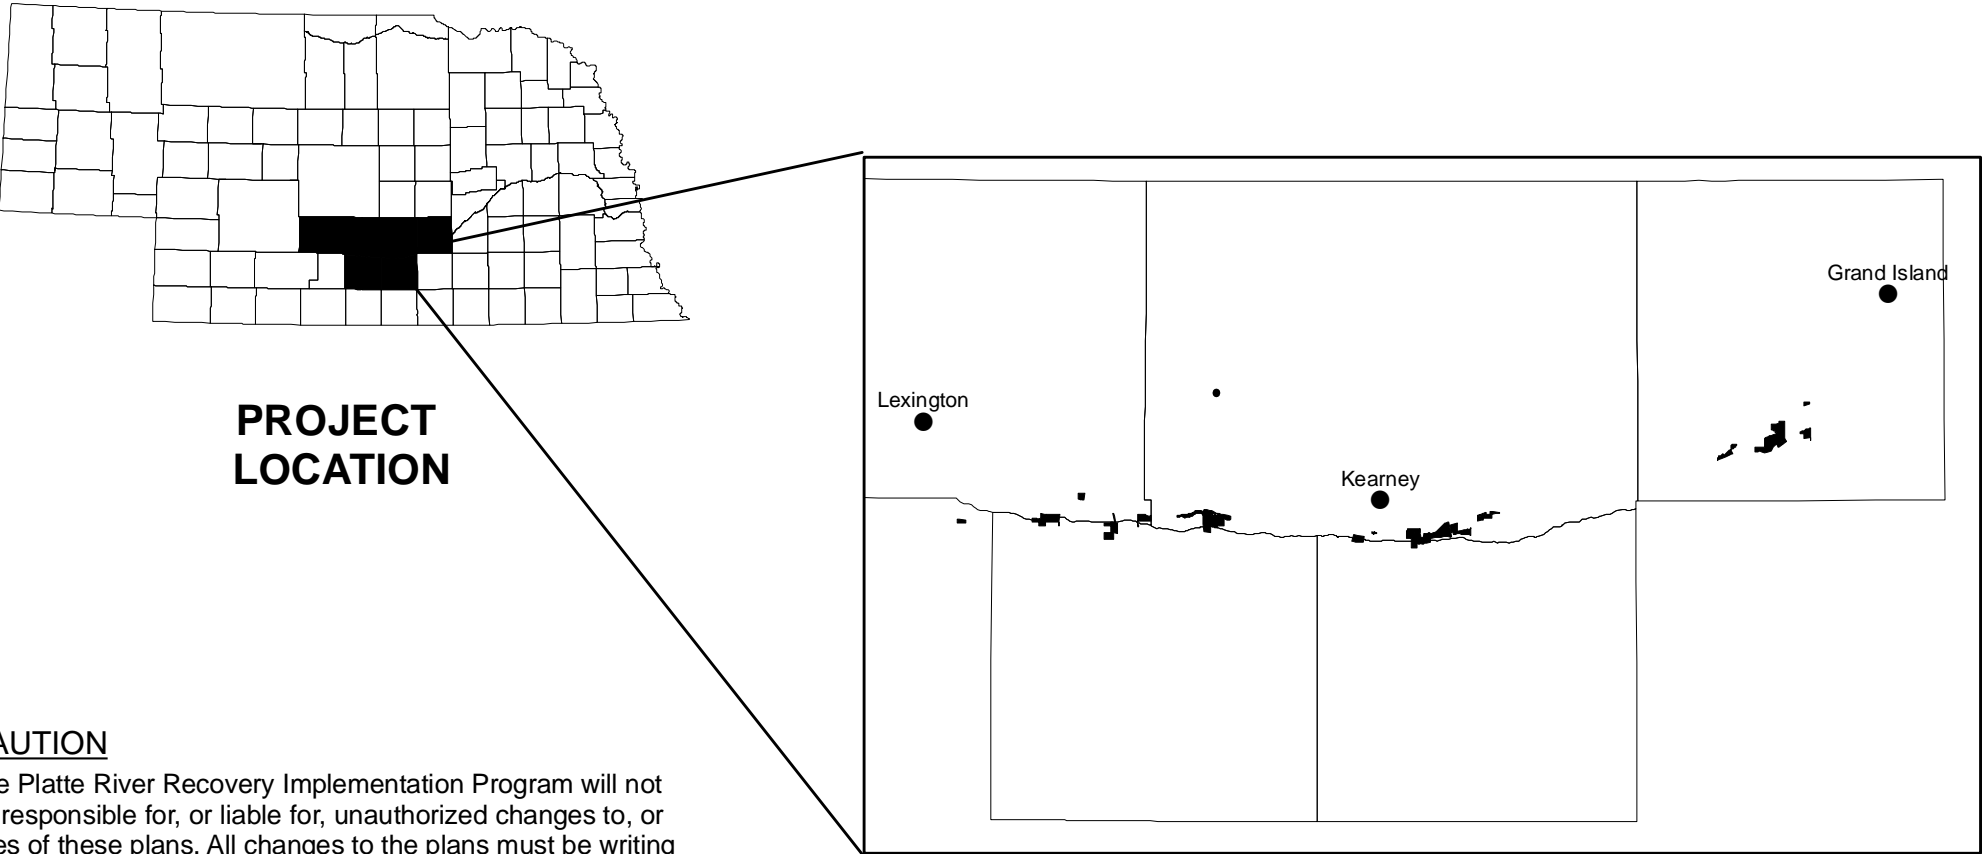 Grand Island
Lexington
Kearney
PROJECT
LOCATION
AUTION
e Platte River Recovery Implementation Program will not
responsible for, or liable for, unauthorized changes to, or
es of these plans. All changes to the plans must be writing